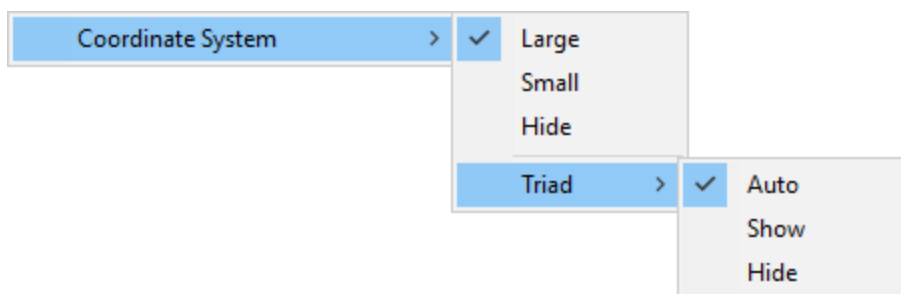 Coordinate System
Large
Small
Hide
Triad
Auto
Show
Hide